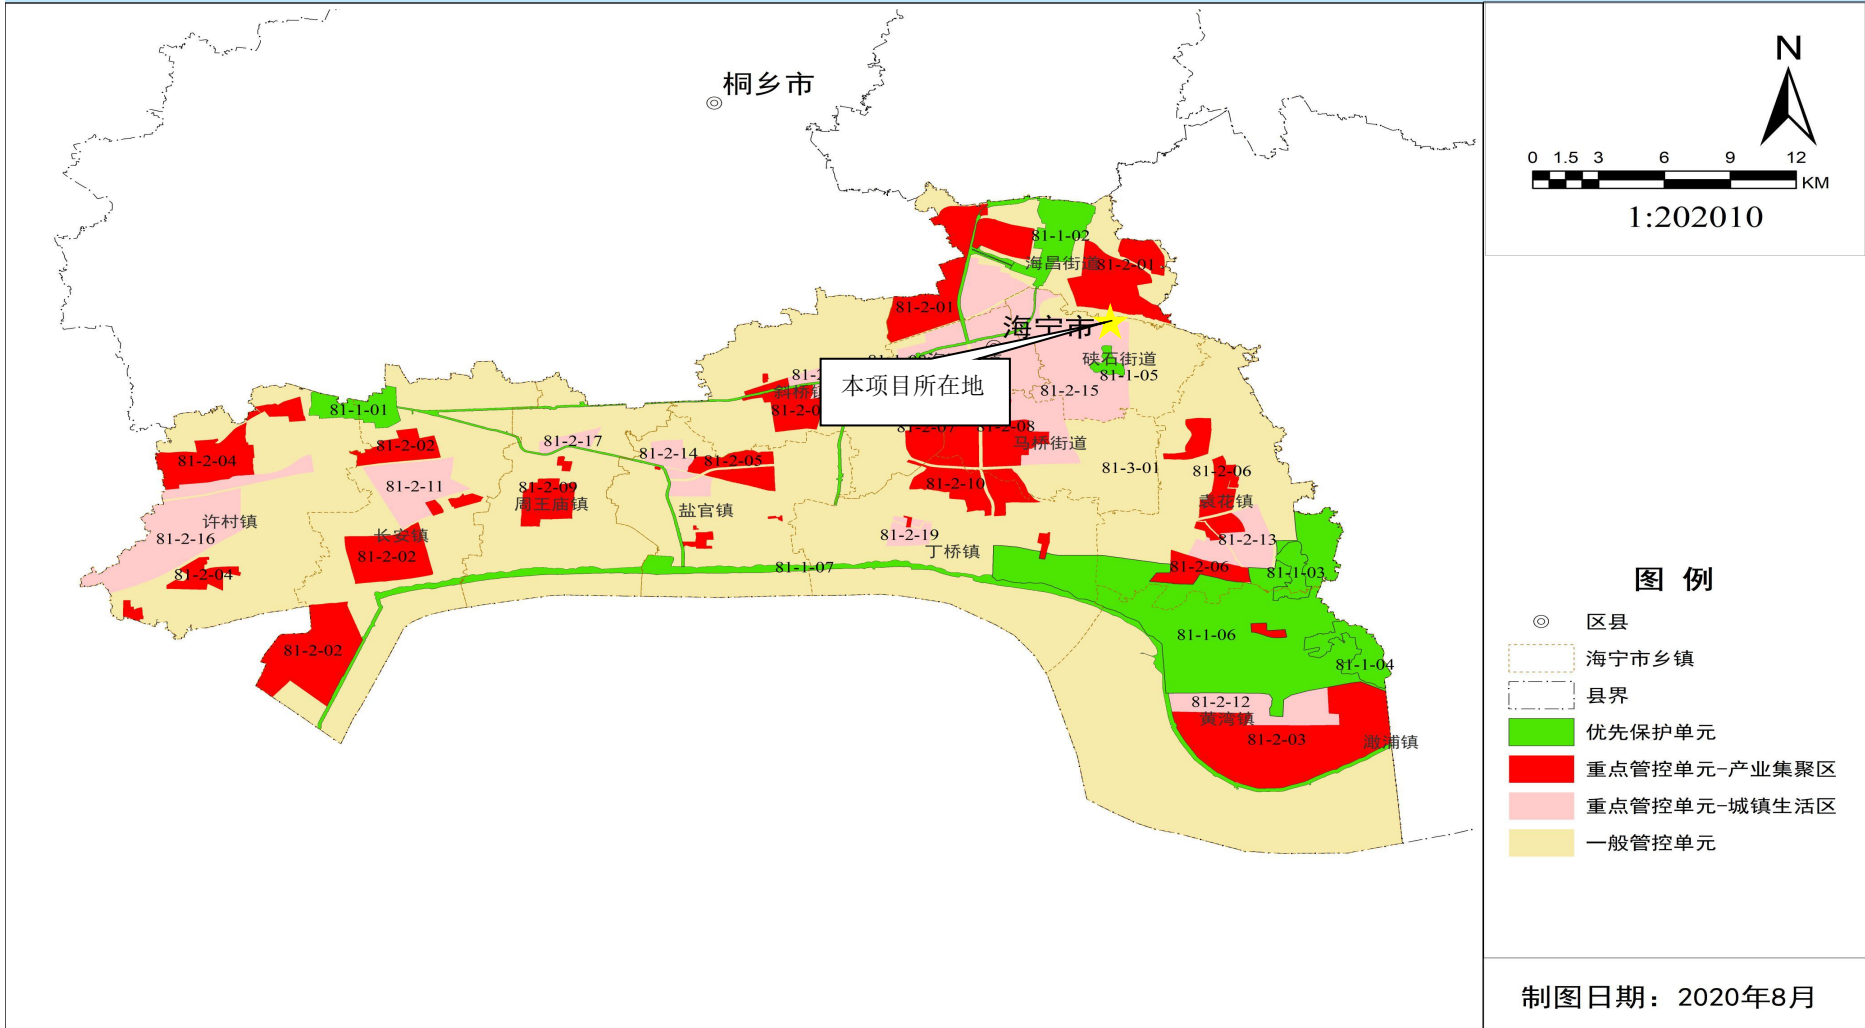 桐乡市
N
0 1.5 3 6 9 12
KM
1:202010
81-1-02
海昌街道
81-2-01
81-2-01
海宁市
硖石街道
81-1-05
81-2-15
本项目所在地
斜桥镇
81-1-01
81-2-02
81-2-04
81-2-17
81-2-14
81-2-05
81-2-08
马桥街道
81-3-01
81-2-06
袁花镇
81-2-10
81-2-11
81-2-09
周王庙镇
盐官镇
许村镇
81-2-16
长安镇
81-2-02
81-2-04
81-2-19
丁桥镇
81-2-13
81-1-07
81-2-06
81-1-03
81-1-06
81-2-02
81-1-04
81-2-12
黄湾镇
81-2-03
澉浦镇
图 例
区县
海宁市乡镇
县界
优先保护单元
重点管控单元-产业集聚区
重点管控单元-城镇生活区
一般管控单元
制图日期：2020年8月